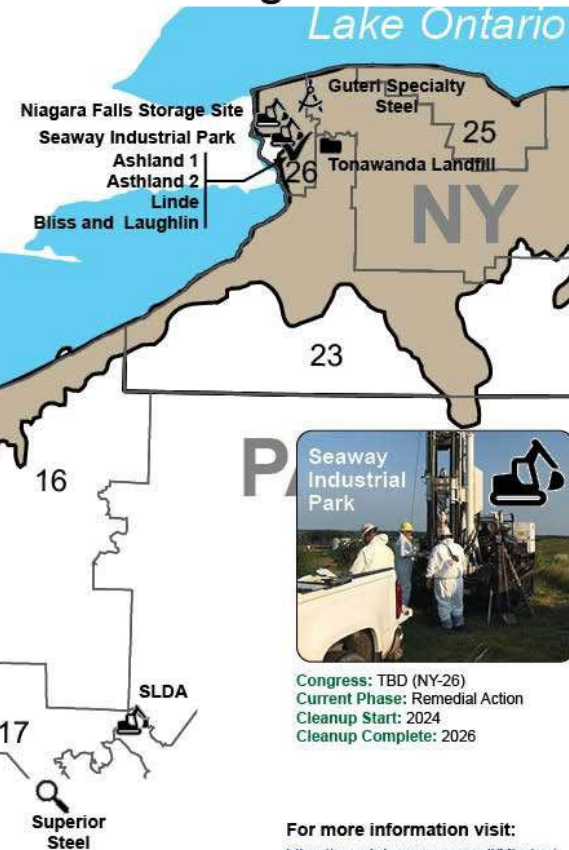 Lake Ontario
Guterl Specialty
Steel
Niagara Falls Storage Site
Seaway Industrial Park
Ashland 1
Asthland 2
Linde
Bliss and Laughlin
25
26
Tonawanda Landfill
NY
23
16
Seaway
Industrial
Park
Congress: TBD (NY-26)
Current Phase: Remedial Action
Cleanup Start: 2024
Cleanup Complete: 2026
SLDA
17
Superior
Steel
For more information visit: